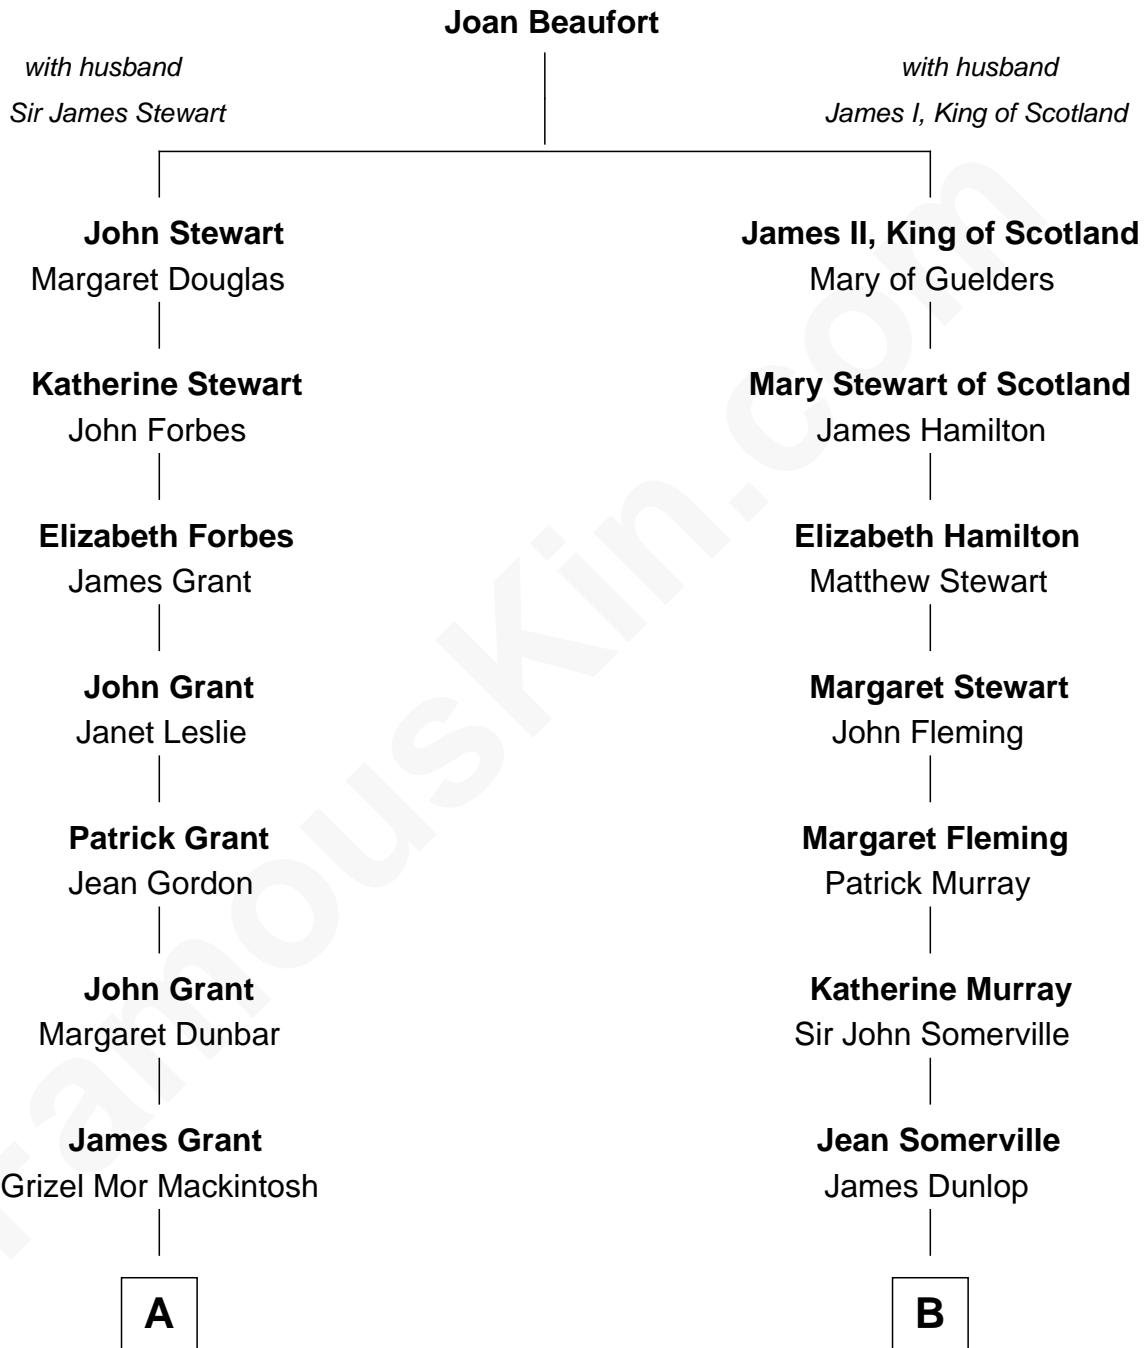 Joan Beaufort
with husband
Sir James Stewart
with husband
James I, King of Scotland
John Stewart
Margaret Douglas
James II, King of Scotland
Mary of Guelders
Katherine Stewart
John Forbes
Mary Stewart of Scotland
James Hamilton
Elizabeth Forbes
James Grant
Elizabeth Hamilton
Matthew Stewart
John Grant
Janet Leslie
Margaret Stewart
John Fleming
Patrick Grant
Jean Gordon
Margaret Fleming
Patrick Murray
John Grant
Margaret Dunbar
Katherine Murray
Sir John Somerville
James Grant
Grizel Mor Mackintosh
Jean Somerville
James Dunlop
A
B
FamousKin.com